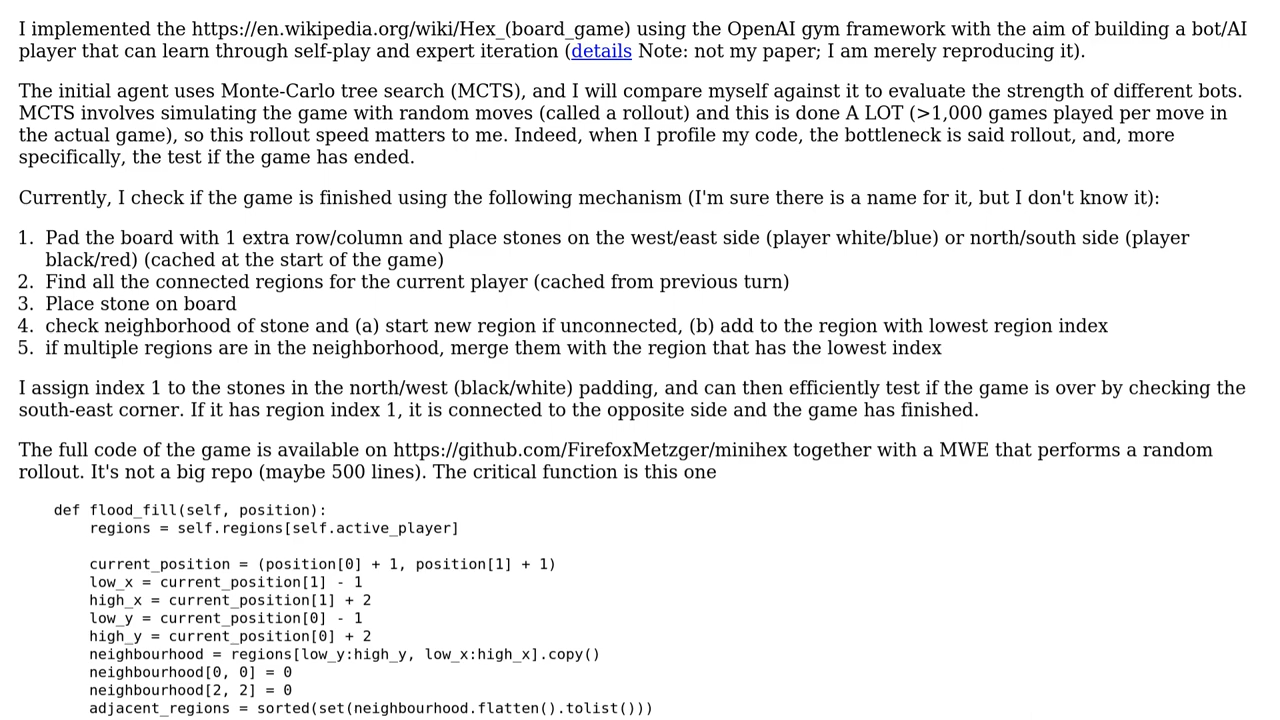 I implemented the https://en.wikipedia.org/wiki/Hex_(board_game) using the OpenAI gym framework with the aim of building a bot/AI
player that can learn through self-play and expert iteration (details Note: not my paper; I am merely reproducing it).
The initial agent uses Monte-Carlo tree search (MCTS), and I will compare myself against it to evaluate the strength of different bots.
MCTS involves simulating the game with random moves (called a rollout) and this is done A LOT (>1,000 games played per move in
the actual game), so this rollout speed matters to me. Indeed, when I profile my code, the bottleneck is said rollout, and, more
specifically, the test if the game has ended.
Currently, I check if the game is finished using the following mechanism (I'm sure there is a name for it, but I don't know it):
1. Pad the board with 1 extra row/column and place stones on the west/east side (player white/blue) or north/south side (player
black/red) (cached at the start of the game)
2. Find all the connected regions for the current player (cached from previous turn)
3. Place stone on board
4. check neighborhood of stone and (a) start new region if unconnected, (b) add to the region with lowest region index
5. if multiple regions are in the neighborhood, merge them with the region that has the lowest index
I assign index 1 to the stones in the north/west (black/white) padding, and can then efficiently test if the game is over by checking the
south-east corner. If it has region index 1, it is connected to the opposite side and the game has finished.
The full code of the game is available on https://github.com/FirefoxMetzger/minihex together with a MWE that performs a random
rollout. It's not a big repo (maybe 500 lines). The critical function is this one
def flood_fill(self, position):
    regions = self.regions[self.active_player]
    current_position = (position[0] + 1, position[1] + 1)
    low_x = current_position[1] - 1
    high_x = current_position[1] + 2
    low_y = current_position[0] - 1
    high_y = current_position[0] + 2
    neighbourhood = regions[low_y:high_y, low_x:high_x].copy()
    neighbourhood[0, 0] = 0
    neighbourhood[2, 2] = 0
    adjacent_regions = sorted(set(neighbourhood.flatten().tolist()))